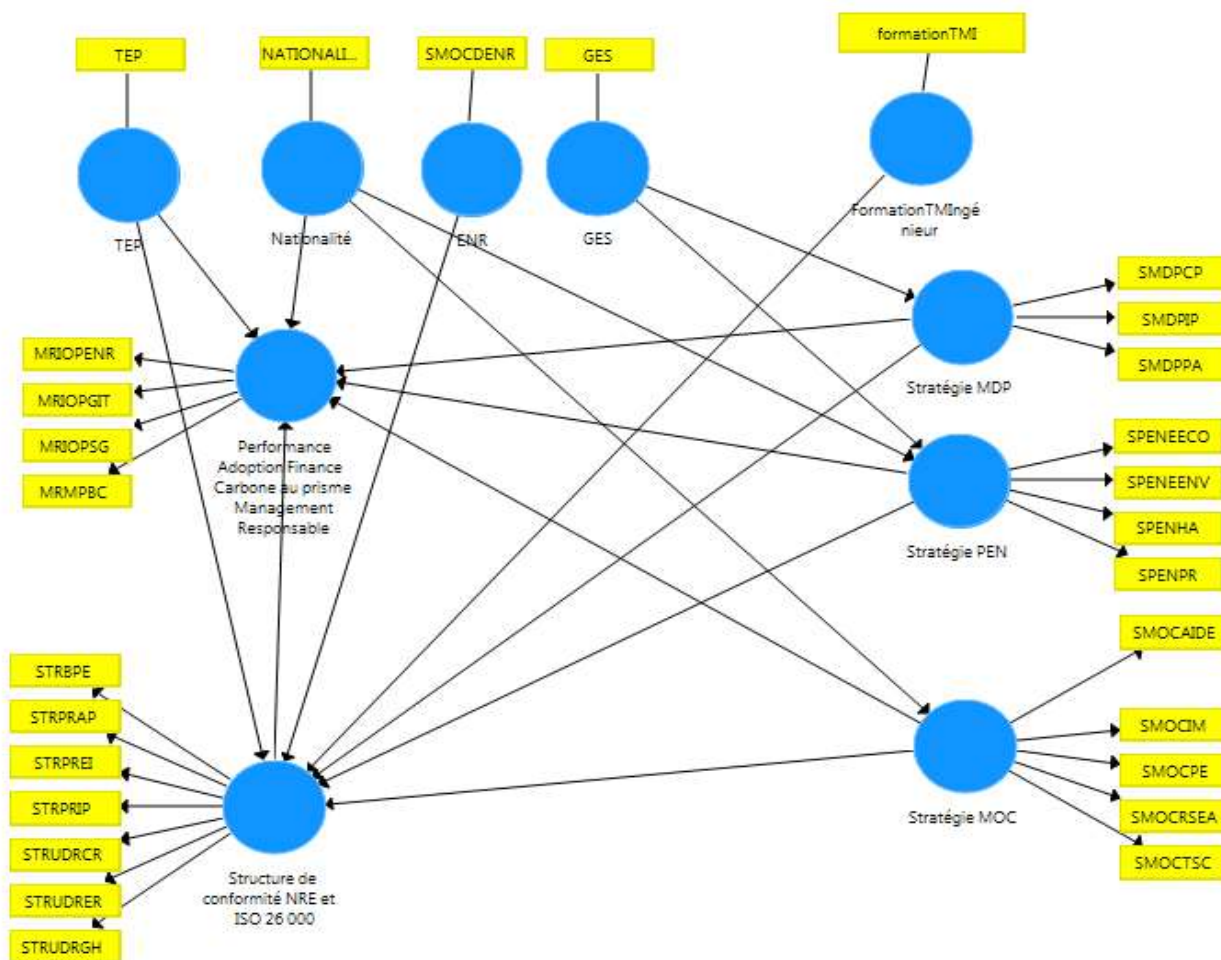 TEP
NATIONALI...
SMOCDENR
GES
formationTMI
TEP
Nationalité
ENR
GES
FormationTMIngé
nieur
SMDPCP
SMDPIP
SMDPPA
Stratégie MDP
MRIOPENR
MRIOPGIT
MRIOPSG
MRMPBC
Performance
Adoption Finance
Carbone au prisme
Management
Responsable
SPENEECO
SPENEENV
SPENHA
SPENPR
Stratégie PEN
SMOCAIDE
SMOCIM
SMOCPE
SMOCRSEA
SMOCTSC
Stratégie MOC
STRBPE
STRPRAP
STRPREI
STRPRIP
STRUDRCR
STRUDRER
STRUDRGH
Structure de
conformité NRE et
ISO 26 000